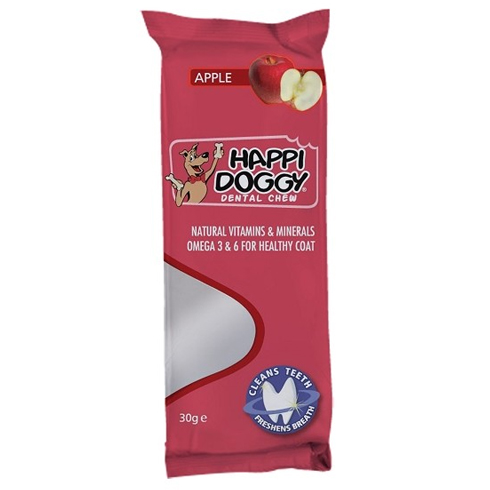 APPLE
HAPPI
DOGGY®
DENTAL CHEW
NATURAL VITAMINS & MINERALS
OMEGA 3 & 6 FOR HEALTHY COAT
CLEANS TEETH
FRESHENS BREATH
30g e